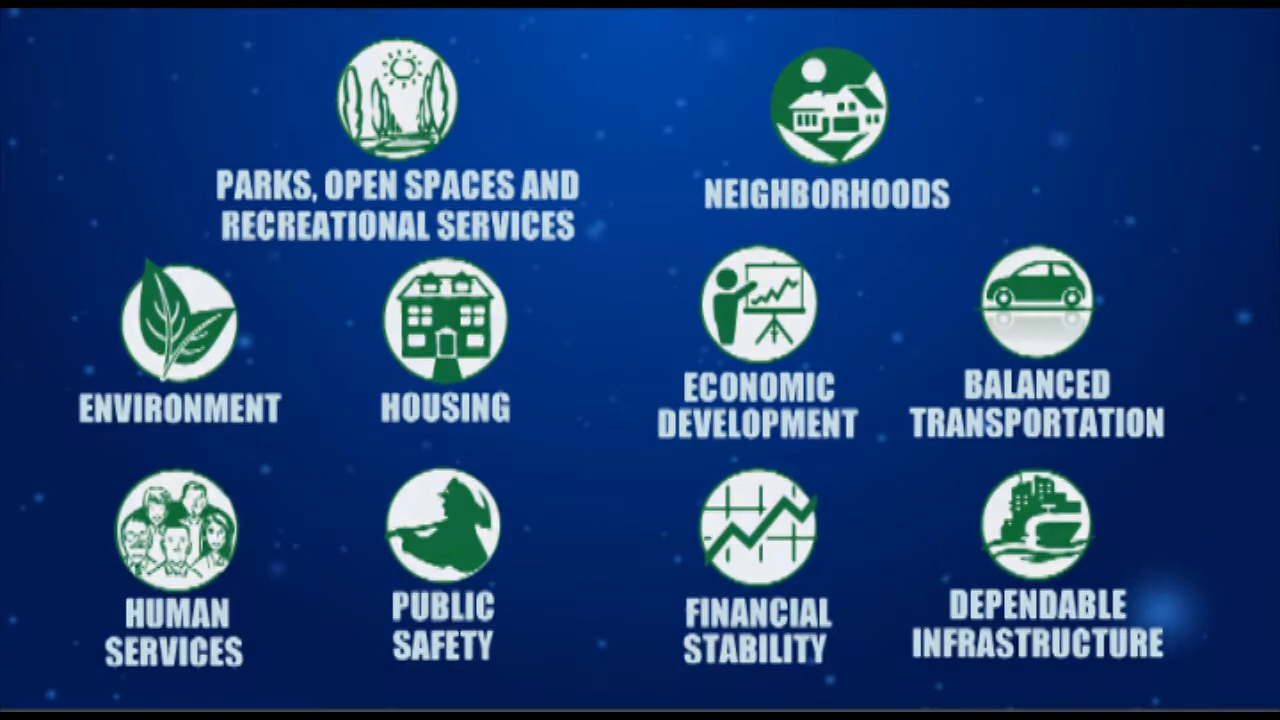 PARKS, OPEN SPACES AND
RECREATIONAL SERVICES
NEIGHBORHOODS
ENVIRONMENT
HOUSING
ECONOMIC
DEVELOPMENT
BALANCED
TRANSPORTATION
HUMAN
SERVICES
PUBLIC
SAFETY
FINANCIAL
STABILITY
DEPENDABLE
INFRASTRUCTURE